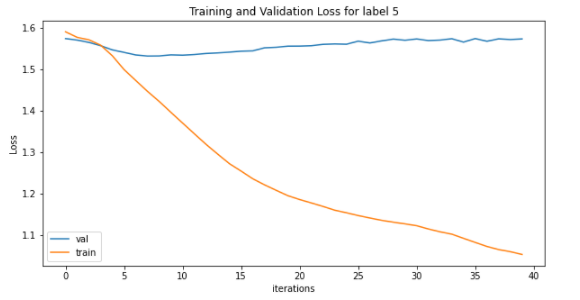 Training and Validation Loss for label 5
Loss
1.6
1.5
1.4
1.3
1.2
1.1
val
train
0 5 10 15 20 25 30 35 40
iterations